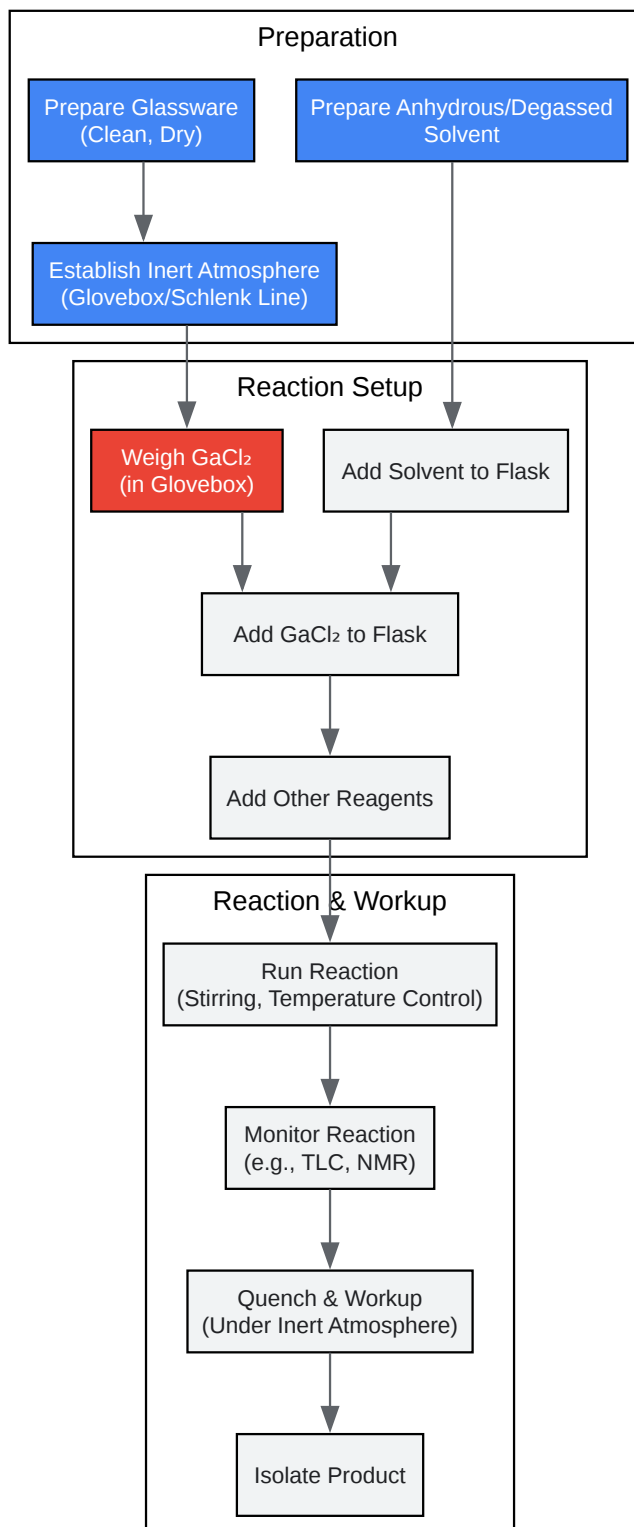 Preparation
Prepare Glassware
(Clean, Dry)
Prepare Anhydrous/Degassed
Solvent
Establish Inert Atmosphere
(Glovebox/Schlenk Line)
Reaction Setup
Weigh GaCl₂
(in Glovebox)
Add Solvent to Flask
Add GaCl₂ to Flask
Add Other Reagents
Reaction & Workup
Run Reaction
(Stirring, Temperature Control)
Monitor Reaction
(e.g., TLC, NMR)
Quench & Workup
(Under Inert Atmosphere)
Isolate Product